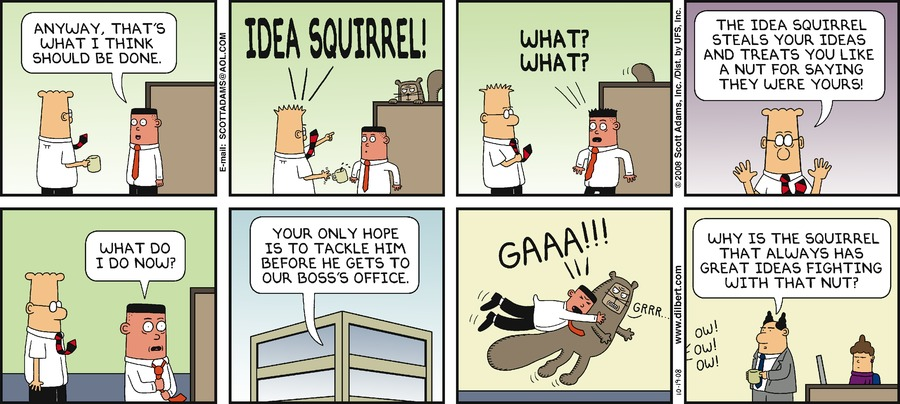 ANYWAY, THAT'S
WHAT I THINK
SHOULD BE DONE.
E-mail: SCOTTADAMS@AOL.COM
IDEA SQUIRREL!
WHAT?
WHAT?
© 2008 Scott Adams, Inc. /Dist. by UFS, Inc.
THE IDEA SQUIRREL
STEALS YOUR IDEAS
AND TREATS YOU LIKE
A NUT FOR SAYING
THEY WERE YOURS!
WHAT DO
I DO NOW?
YOUR ONLY HOPE
IS TO TACKLE HIM
BEFORE HE GETS TO
OUR BOSS'S OFFICE.
GAAA!!!
GRRR...
www.dilbert.com
10-19-08
WHY IS THE SQUIRREL
THAT ALWAYS HAS
GREAT IDEAS FIGHTING
WITH THAT NUT?
OW!
OW!
OW!